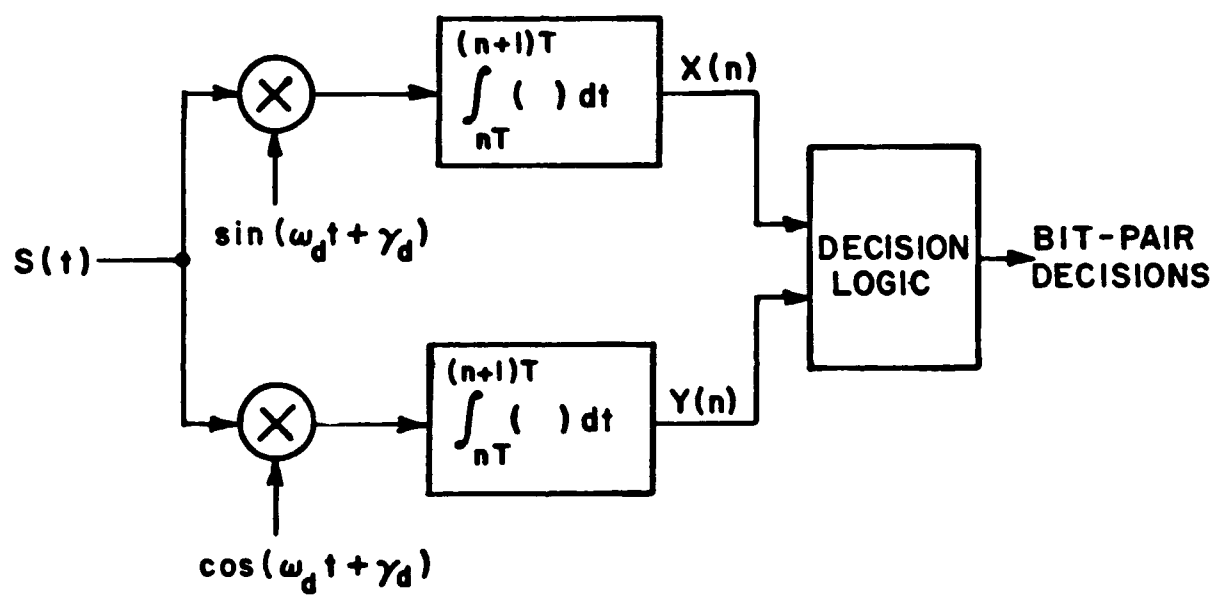 (n+1)T
∫ ( ) dt
nT
X(n)
sin(ω_d t + γ_d)
S(t)
DECISION
LOGIC
BIT-PAIR
DECISIONS
(n+1)T
∫ ( ) dt
nT
Y(n)
cos(ω_d t + γ_d)